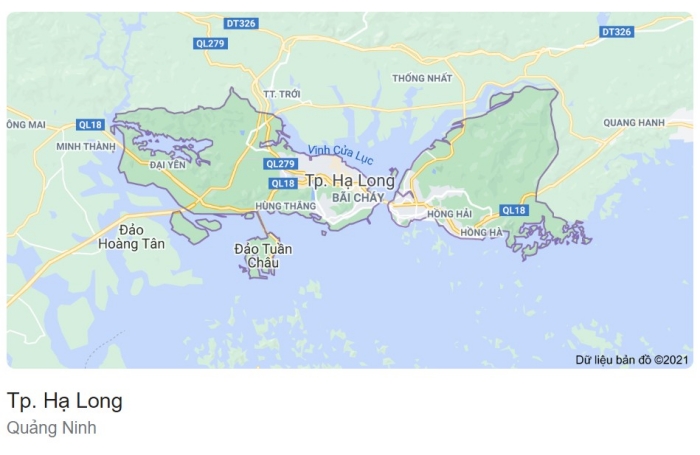 DT326
QL279
DT326
THỐNG NHẤT
TT. TRỚI
ÔNG MAI
QL18
QUANG HANH
MINH THÀNH
Vịnh Cửa Lục
ĐẠI YÊN
QL279
QL18
Tp. Hạ Long
BÃI CHÁY
HÙNG THẮNG
HỒNG HẢI
QL18
HỒNG HÀ
Đảo
Hoàng Tân
Đảo Tuần
Châu
Dữ liệu bản đồ ©2021
Tp. Hạ Long
Quảng Ninh